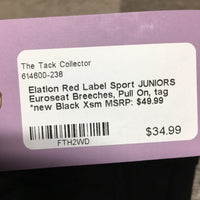 The Tack Collector
614600-238
Elation Red Label Sport JUNIORS
Euroseat Breeches, Pull On, tag
*new Black Xsm MSRP: $49.99
$34.99
FTH2WD